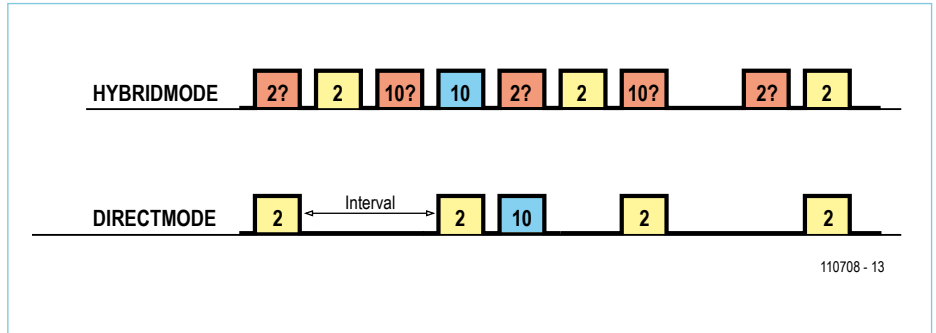 HYBRIDMODE 2? 2 10? 10 2? 2 10? 2? 2
Interval
DIRECTMODE 2 2 10 2 2
110708 - 13